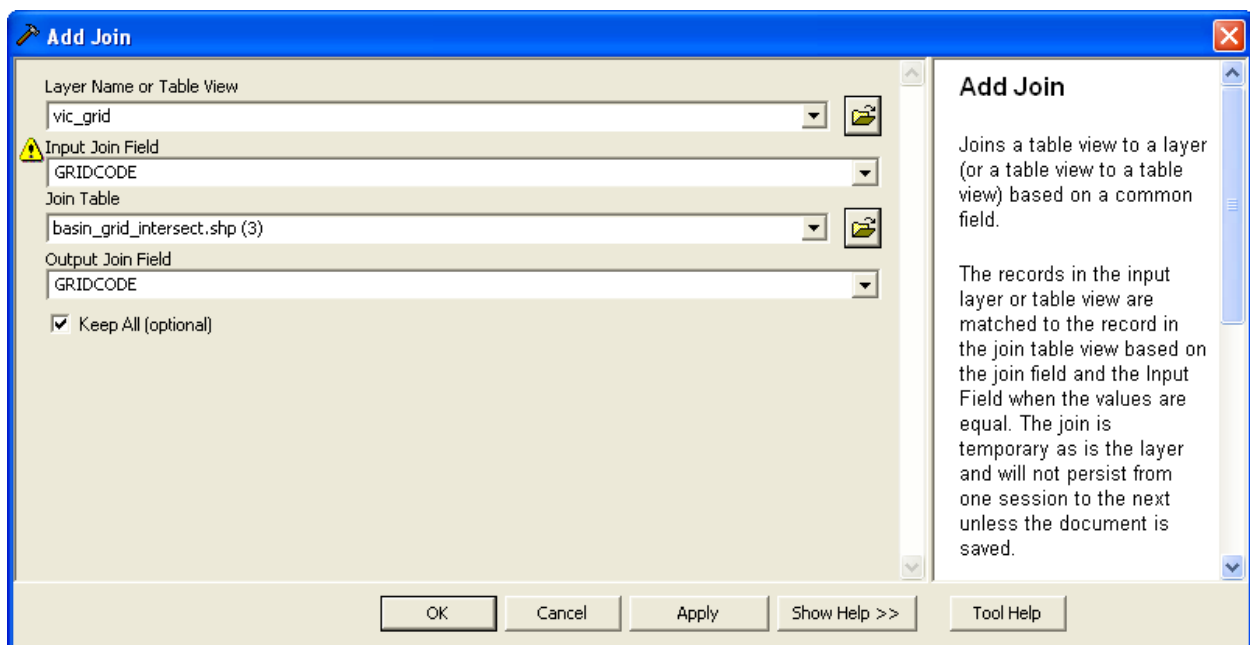 Add Join
Layer Name or Table View
vic_grid
Input Join Field
GRIDCODE
Join Table
basin_grid_intersect.shp (3)
Output Join Field
GRIDCODE
Keep All (optional)
OK
Cancel
Apply
Show Help >>
Add Join
Joins a table view to a layer
(or a table view to a table
view) based on a common
field.
The records in the input
layer or table view are
matched to the record in
the join table view based on
the join field and the Input
Field when the values are
equal. The join is
temporary as is the layer
and will not persist from
one session to the next
unless the document is
saved.
Tool Help